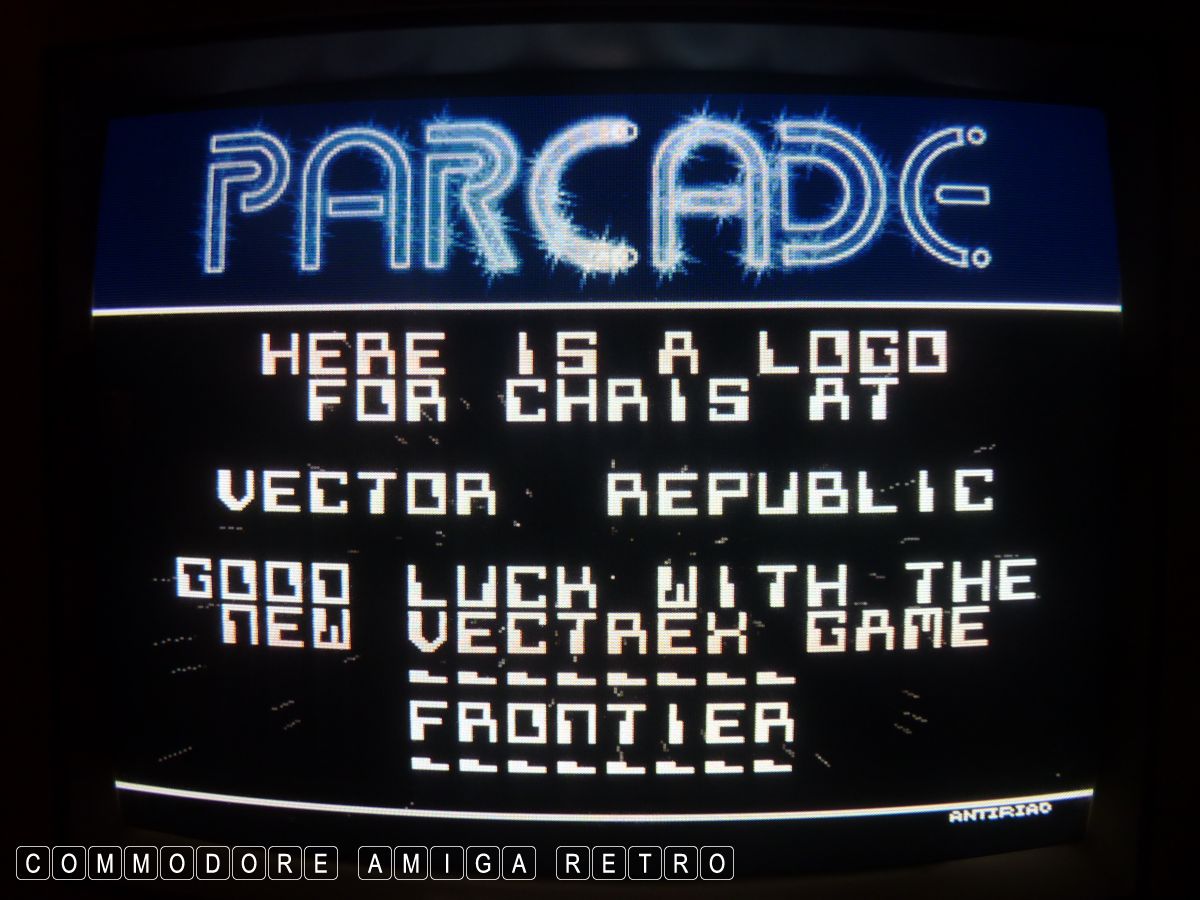 PARCADE
HERE IS A LOGO
FOR CHRIS AT
VECTOR REPUBLIC
GOOD LUCK WITH THE
NEW VECTREX GAME
FRONTIER
ANTIRIAD
COMMODORE AMIGA RETRO